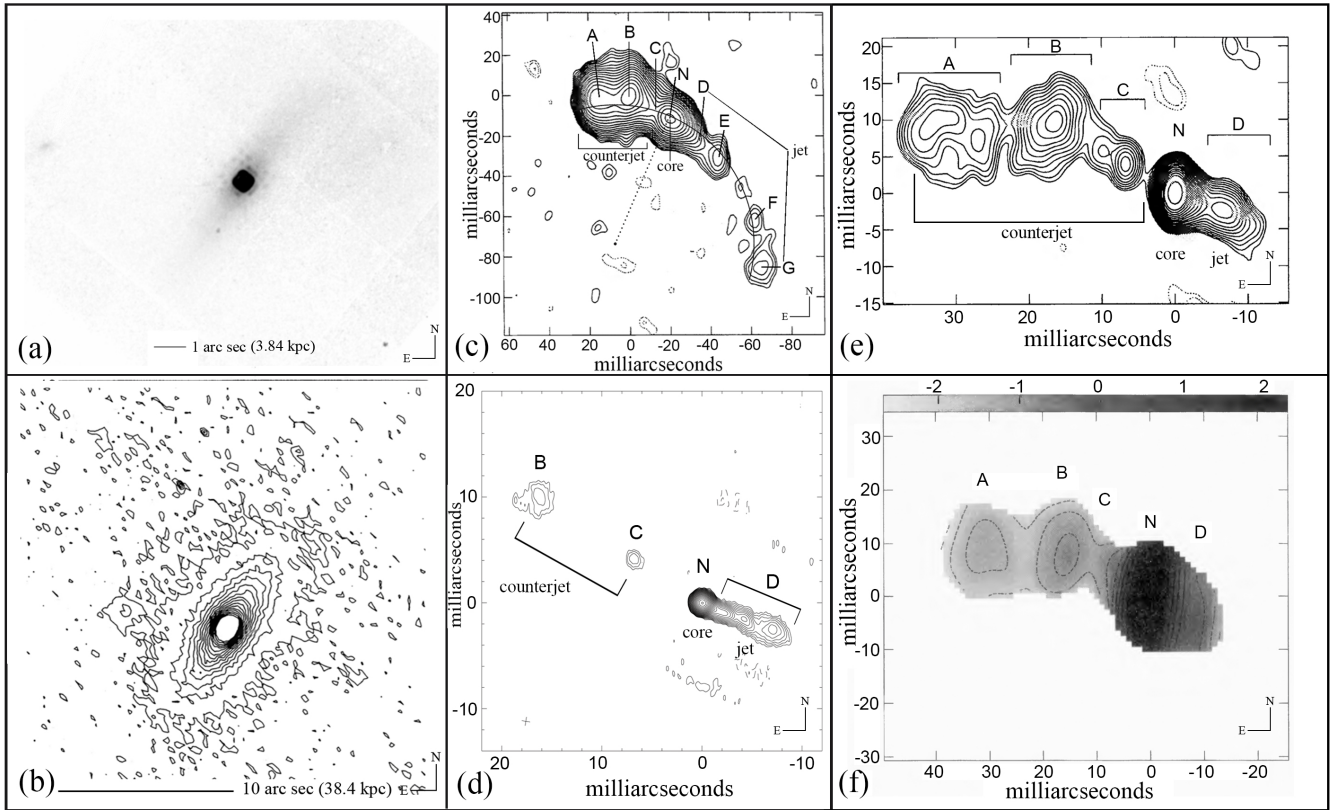 (a)
1 arc sec (3.84 kpc)
N
E
(b)
10 arc sec (38.4 kpc)
N
E
(c)
40
20
0
-20
-40
-60
-80
-100
milliarcseconds
A
B
C
N
D
E
F
G
counterjet
core
jet
N
E
60
40
20
0
-20
-40
-60
-80
milliarcseconds
(d)
20
10
0
-10
milliarcseconds
B
C
N
D
counterjet
core
jet
N
E
20
10
0
-10
milliarcseconds
(e)
20
15
10
5
0
-5
-10
-15
milliarcseconds
A
B
C
N
D
counterjet
core
jet
N
E
30
20
10
0
-10
milliarcseconds
(f)
-2
-1
0
1
2
30
20
10
0
-10
-20
-30
milliarcseconds
A
B
C
N
D
N
E
40
30
20
10
0
-10
-20
milliarcseconds